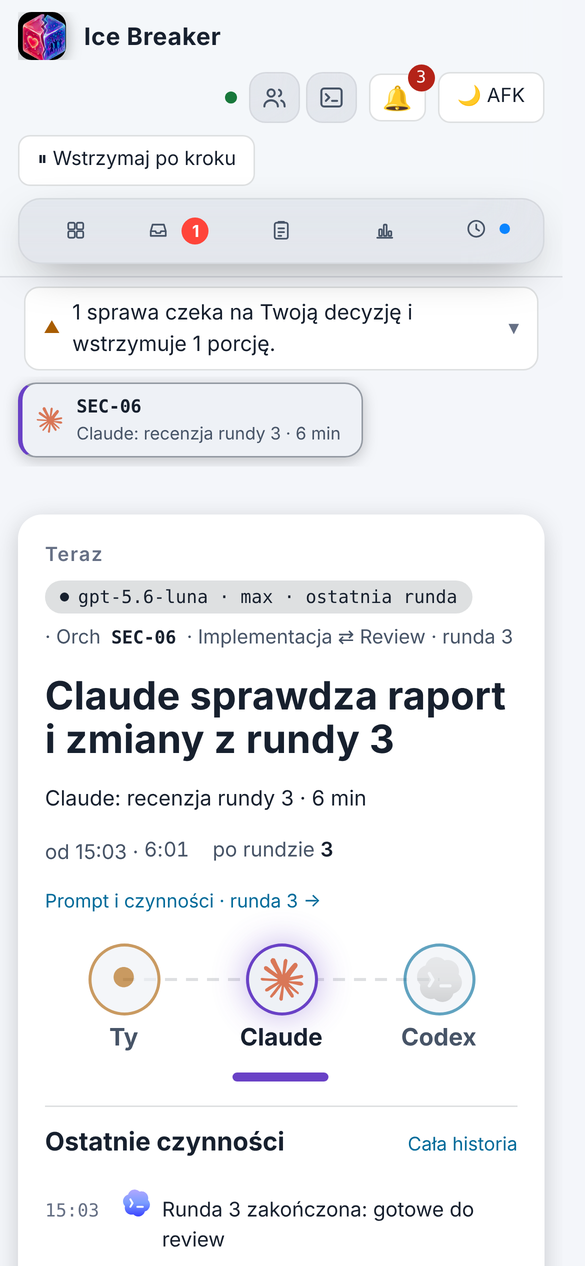 Ice Breaker
3
🔔
🌙 AFK
⏸ Wstrzymaj po kroku
1
1 sprawa czeka na Twoją decyzję i
wstrzymuje 1 porcję.
SEC-06
Claude: recenzja rundy 3 · 6 min
Teraz
● gpt-5.6-luna · max · ostatnia runda
· Orch SEC-06 · Implementacja ⇄ Review · runda 3
Claude sprawdza raport
i zmiany z rundy 3
Claude: recenzja rundy 3 · 6 min
od 15:03 · 6:01 po rundzie 3
Prompt i czynności · runda 3 →
Ty Claude Codex
Ostatnie czynności Cała historia
15:03 Runda 3 zakończona: gotowe do
review